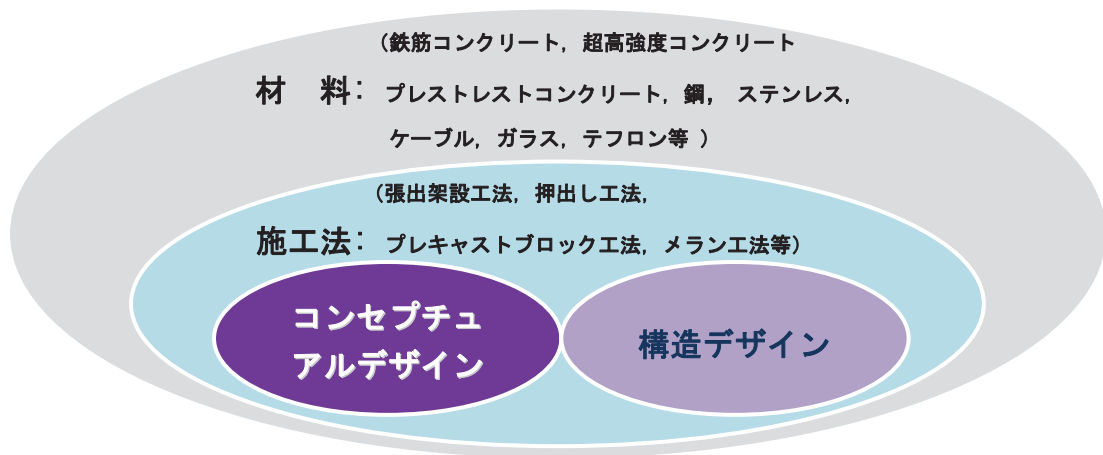 （鉄筋コンクリート，超高強度コンクリート
材　料：プレストレストコンクリート，鋼，ステンレス，
ケーブル，ガラス，テフロン等 ）
（張出架設工法，押出し工法，
施工法：プレキャストブロック工法，メラン工法等）
コンセプチュ
アルデザイン
構造デザイン